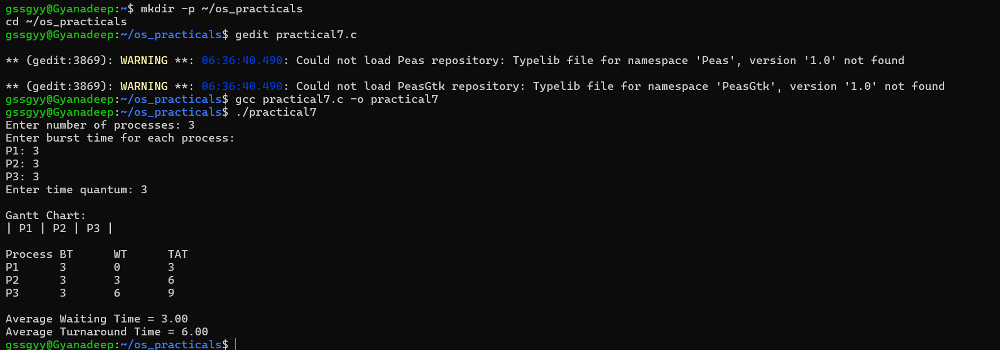 gssgyy@Gyanadeep:~$ mkdir -p ~/os_practicals
cd ~/os_practicals
gssgyy@Gyanadeep:~/os_practicals$ gedit practical7.c
** (gedit:3869): WARNING **: 06:36:40.490: Could not load Peas repository: Typelib file for namespace 'Peas', version '1.0' not found
** (gedit:3869): WARNING **: 06:36:40.490: Could not load PeasGtk repository: Typelib file for namespace 'PeasGtk', version '1.0' not found
gssgyy@Gyanadeep:~/os_practicals$ gcc practical7.c -o practical7
gssgyy@Gyanadeep:~/os_practicals$ ./practical7
Enter number of processes: 3
Enter burst time for each process:
P1: 3
P2: 3
P3: 3
Enter time quantum: 3
Gantt Chart:
| P1 | P2 | P3 |
Process BT      WT      TAT
P1      3       0       3
P2      3       3       6
P3      3       6       9
Average Waiting Time = 3.00
Average Turnaround Time = 6.00
gssgyy@Gyanadeep:~/os_practicals$